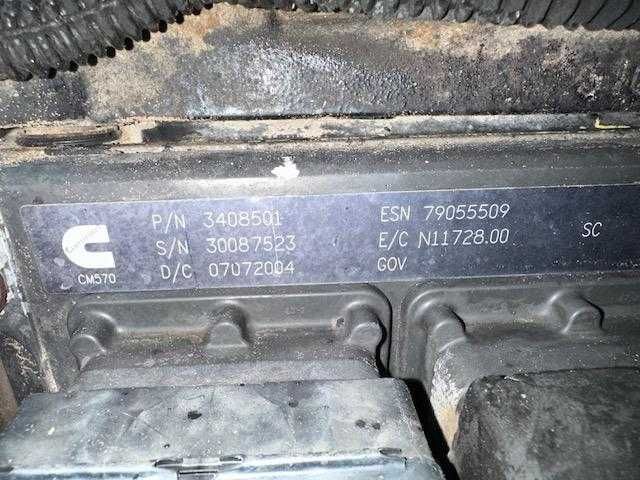 P/N 3408501 ESN 79055509
S/N 30087523 E/C N11728.00 SC
CM570 D/C 07072004 GOV